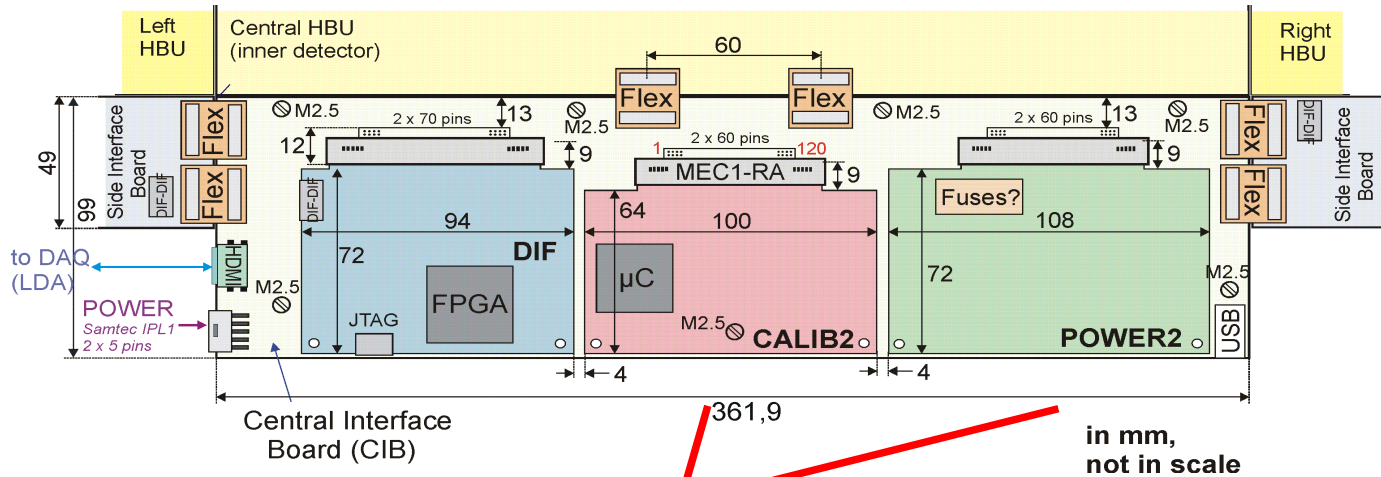 Left
HBU
Central HBU
(inner detector)
60
Right
HBU
Flex
Flex
M2.5
13
M2.5
M2.5
13
M2.5
2 x 70 pins
2 x 60 pins
2 x 60 pins
12
9
1
120
MEC1-RA
9
9
49
99
Side Interface
Board
DIF-DIF
Flex
Flex
DIF-DIF
Flex
Flex
DIF-DIF
Side Interface
Board
Fuses?
94
64
100
108
72
DIF
72
to DAQ
(LDA)
HDMI
µC
FPGA
M2.5
M2.5
POWER
Samtec IPL1
2 x 5 pins
JTAG
M2.5
CALIB2
POWER2
USB
4
4
361,9
Central Interface
Board (CIB)
in mm,
not in scale